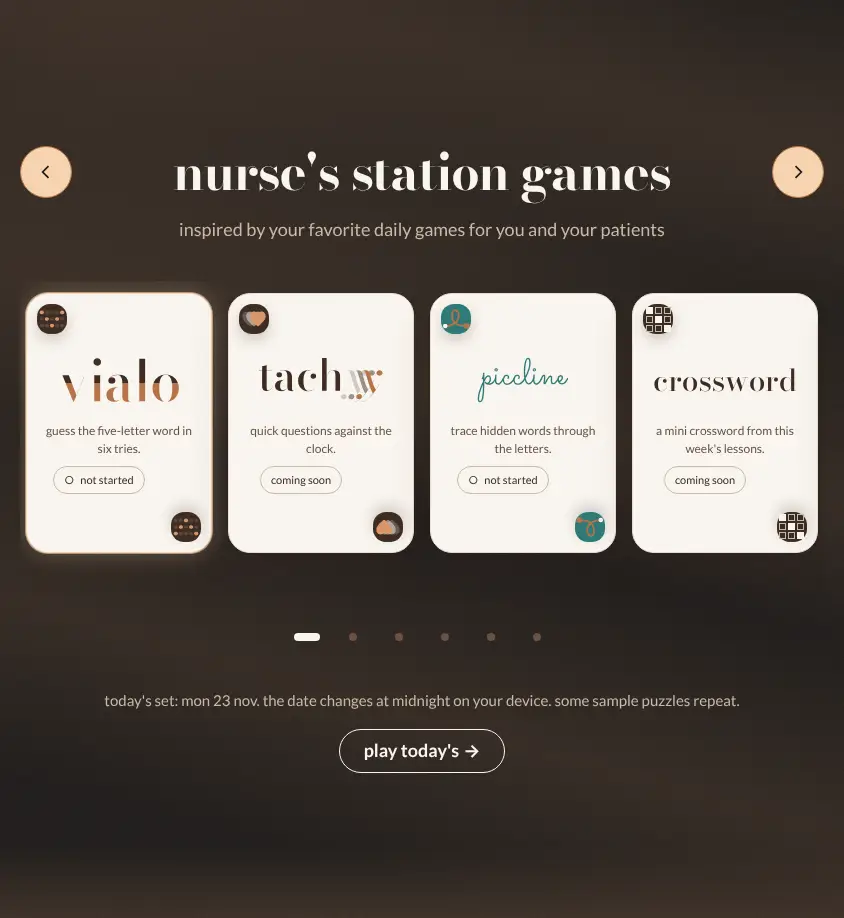 nurse's station games
inspired by your favorite daily games for you and your patients
vialo
guess the five-letter word in
six tries.
not started
tachy
quick questions against the
clock.
coming soon
piccline
trace hidden words through
the letters.
not started
crossword
a mini crossword from this
week's lessons.
coming soon
today's set: mon 23 nov. the date changes at midnight on your device. some sample puzzles repeat.
play today's →